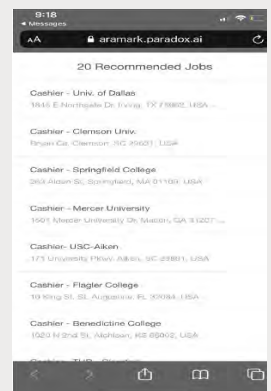 9:18
Messages
AA aramark.paradox.ai
20 Recommended Jobs
Cashier - Univ. of Dallas
1845 E Northgate Dr, Irving, TX 75062, USA
Cashier - Clemson Univ.
Bryan Cir, Clemson, SC 29631, USA
Cashier - Springfield College
263 Alden St, Springfield, MA 01109, USA
Cashier - Mercer University
1501 Mercer University Dr, Macon, GA 31207
Cashier- USC-Aiken
171 University Pkwy, Aiken, SC 29801, USA
Cashier - Flagler College
King St, St. Augustine, FL 32084, USA
Cashier - Benedictine College
1020 N 2nd St, Atchison, KS 66002, USA